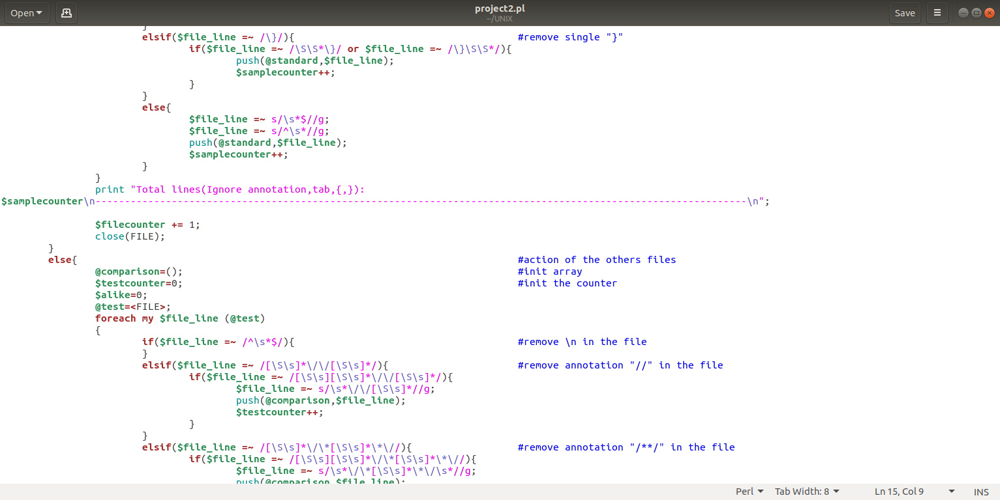 Open
project2.pl
~/UNIX
Save
}
elsif($file_line =~ /\}/){ #remove single "}"
if($file_line =~ /\S\S*\}/ or $file_line =~ /\}\S\S*/){
push(@standard,$file_line);
$samplecounter++;
}
}
else{
$file_line =~ s/\s*$//g;
$file_line =~ s/^\s*//g;
push(@standard,$file_line);
$samplecounter++;
}
}
print "Total lines(Ignore annotation,tab,{,}):
$samplecounter\n---------------------------------------------------------------------------------------------------------------\n";
$filecounter += 1;
close(FILE);
}
else{ #action of the others files
@comparison=(); #init array
$testcounter=0; #init the counter
$alike=0;
@test=<FILE>;
foreach my $file_line (@test)
{
if($file_line =~ /^\s*$/){ #remove \n in the file
}
elsif($file_line =~ /[\S\s]*\/\/[\S\s]*/){ #remove annotation "//" in the file
if($file_line =~ /[\S\s][\S\s]*\/\/[\S\s]*/){
$file_line =~ s/\s*\/\/[\S\s]*//g;
push(@comparison,$file_line);
$testcounter++;
}
}
elsif($file_line =~ /[\S\s]*\/\*[\S\s]*\*\//){ #remove annotation "/**/" in the file
if($file_line =~ /[\S\s][\S\s]*\/\*[\S\s]*\*\//){
$file_line =~ s/\s*\/\*[\S\s]*\*\/\s*//g;
push(@comparison,$file_line);
Perl Tab Width: 8 Ln 15, Col 9 INS